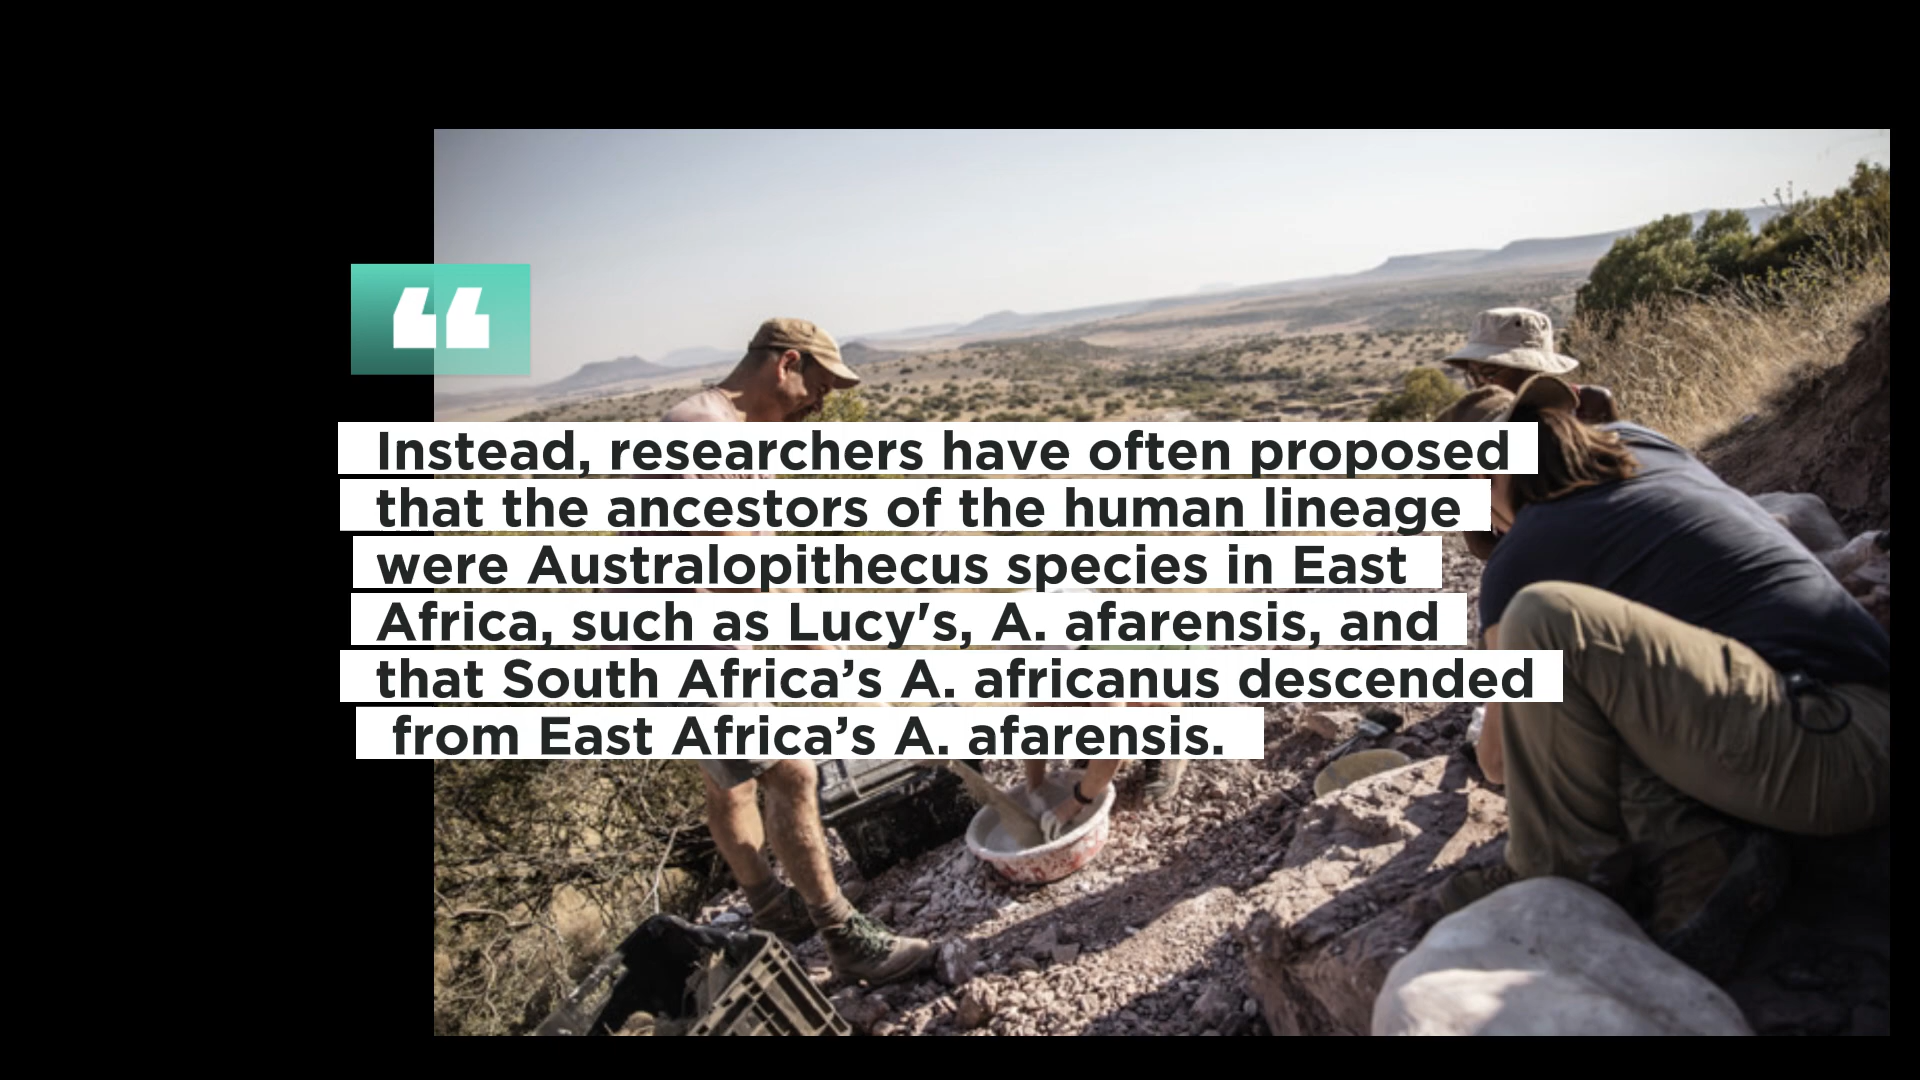 “
Instead, researchers have often proposed
that the ancestors of the human lineage
were Australopithecus species in East
Africa, such as Lucy's, A. afarensis, and
that South Africa’s A. africanus descended
from East Africa’s A. afarensis.